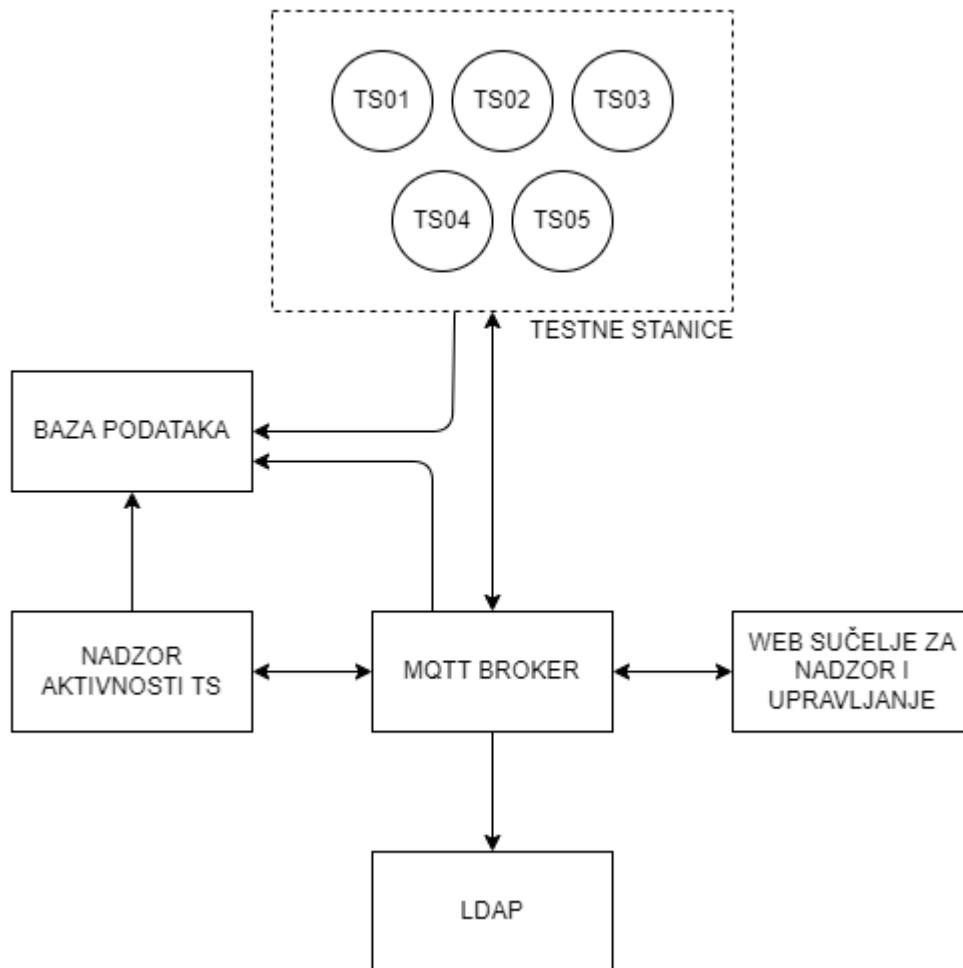 TS01 TS02 TS03
TS04 TS05
TESTNE STANICE
BAZA PODATAKA
NADZOR
AKTIVNOSTI TS
MQTT BROKER
WEB SUČELJE ZA
NADZOR I
UPRAVLJANJE
LDAP